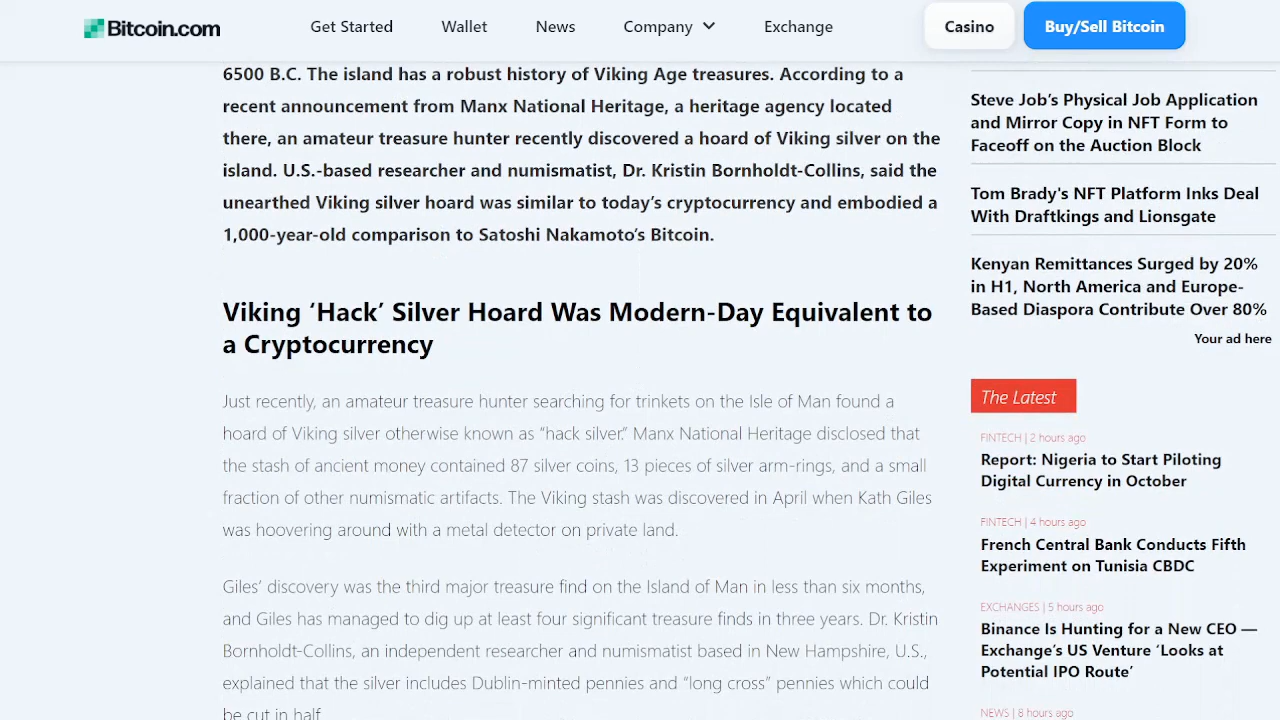 Bitcoin.com
Get Started
Wallet
News
Company
Exchange
Casino
Buy/Sell Bitcoin
6500 B.C. The island has a robust history of Viking Age treasures. According to a
recent announcement from Manx National Heritage, a heritage agency located
there, an amateur treasure hunter recently discovered a hoard of Viking silver on the
island. U.S.-based researcher and numismatist, Dr. Kristin Bornholdt-Collins, said the
unearthed Viking silver hoard was similar to today’s cryptocurrency and embodied a
1,000-year-old comparison to Satoshi Nakamoto’s Bitcoin.
Viking ‘Hack’ Silver Hoard Was Modern-Day Equivalent to
a Cryptocurrency
Just recently, an amateur treasure hunter searching for trinkets on the Isle of Man found a
hoard of Viking silver otherwise known as “hack silver.” Manx National Heritage disclosed that
the stash of ancient money contained 87 silver coins, 13 pieces of silver arm-rings, and a small
fraction of other numismatic artifacts. The Viking stash was discovered in April when Kath Giles
was hoovering around with a metal detector on private land.
Giles’ discovery was the third major treasure find on the Island of Man in less than six months,
and Giles has managed to dig up at least four significant treasure finds in three years. Dr. Kristin
Bornholdt-Collins, an independent researcher and numismatist based in New Hampshire, U.S.,
explained that the silver includes Dublin-minted pennies and “long cross” pennies which could
be cut in half
Steve Job’s Physical Job Application
and Mirror Copy in NFT Form to
Faceoff on the Auction Block
Tom Brady's NFT Platform Inks Deal
With Draftkings and Lionsgate
Kenyan Remittances Surged by 20%
in H1, North America and Europe-
Based Diaspora Contribute Over 80%
Your ad here
The Latest
FINTECH | 2 hours ago
Report: Nigeria to Start Piloting
Digital Currency in October
FINTECH | 4 hours ago
French Central Bank Conducts Fifth
Experiment on Tunisia CBDC
EXCHANGES | 5 hours ago
Binance Is Hunting for a New CEO —
Exchange’s US Venture ‘Looks at
Potential IPO Route’
NEWS | 8 hours ago